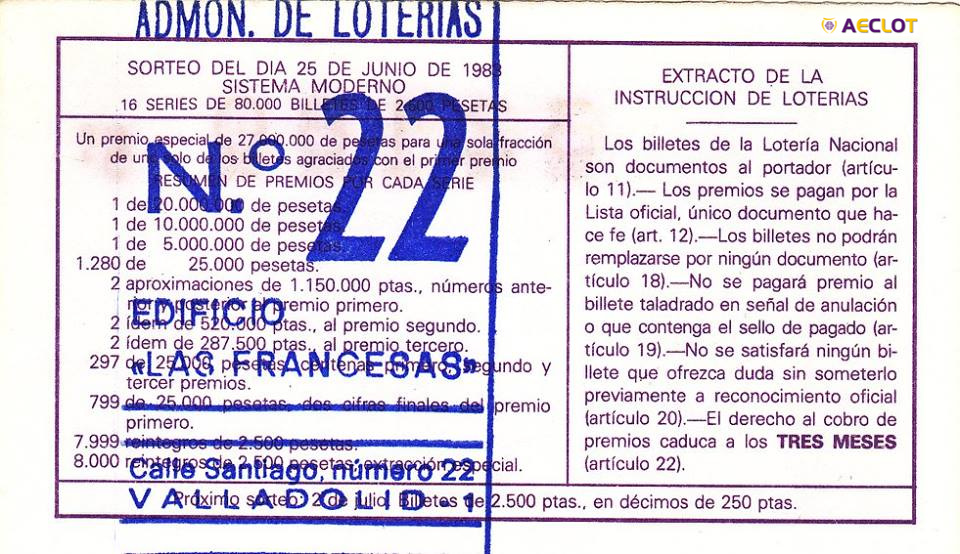 ADMON. DE LOTERIAS
AECLOT
SORTEO DEL DIA 25 DE JUNIO DE 1983
SISTEMA MODERNO
16 SERIES DE 80.000 BILLETES DE 2.500 PESETAS
Un premio especial de 27.000.000 de pesetas para una sola fracción
de uno solo de los billetes agraciados con el primer premio
RESUMEN DE PREMIOS POR CADA SERIE
1 de 20.000.000 de pesetas.
1 de 10.000.000 de pesetas.
1 de 5.000.000 de pesetas.
1.280 de 25.000 pesetas.
2 aproximaciones de 1.150.000 ptas., números ante-
rior y posterior al premio primero.
2 ídem de 520.000 ptas., al premio segundo.
2 ídem de 287.500 ptas., al premio tercero.
297 de 25.000 pesetas, centenas primero, segundo y
tercer premios.
799 de 25.000 pesetas, dos cifras finales del premio
primero.
7.999 reintegros de 2.500 pesetas.
8.000 reintegros de 2.500 pesetas, extracción especial.
Próximo sorteo: 2 de julio. Billetes de 2.500 ptas., en décimos de 250 ptas.
N.º 22
EDIFICIO
«LAS FRANCESAS»
Calle Santiago, número 22
VALLADOLID - 1
EXTRACTO DE LA
INSTRUCCION DE LOTERIAS
Los billetes de la Lotería Nacional
son documentos al portador (artícu-
lo 11).— Los premios se pagan por la
Lista oficial, único documento que ha-
ce fe (art. 12).—Los billetes no podrán
remplazarse por ningún documento (ar-
tículo 18).—No se pagará premio al
billete taladrado en señal de anulación
o que contenga el sello de pagado (ar-
tículo 19).—No se satisfará ningún bi-
llete que ofrezca duda sin someterlo
previamente a reconocimiento oficial
(artículo 20).—El derecho al cobro de
premios caduca a los TRES MESES
(artículo 22).